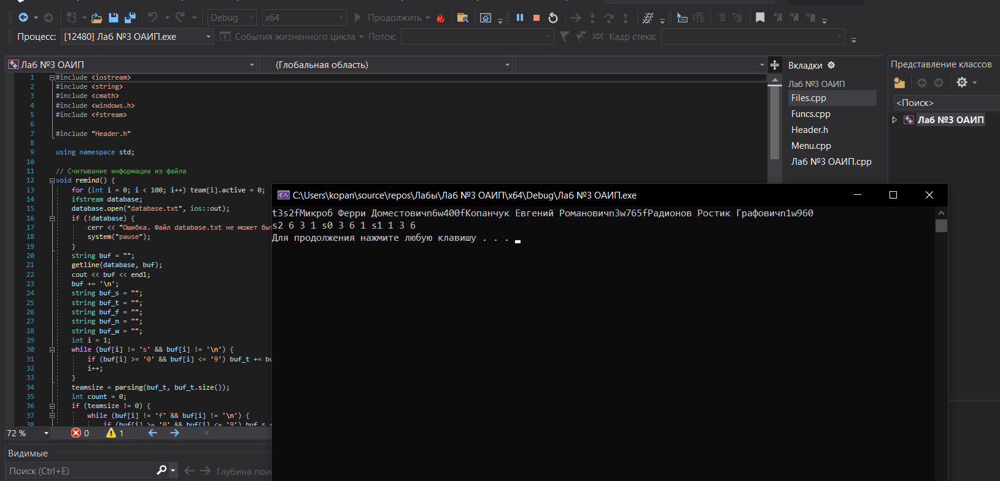 Debug x64 Продолжить
Процесс: [12480] Лаб №3 ОАИП.exe События жизненного цикла Поток: Кадр стека:
Лаб №3 ОАИП (Глобальная область) Вкладки Представление классов
1 #include <iostream>
2 #include <string>
3 #include <cmath>
4 #include <windows.h>
5 #include <fstream>
6
7 #include "Header.h"
8
9 using namespace std;
10
11 // Считывание информации из файла
12 void remind() {
13 for (int i = 0; i < 100; i++) team[i].active = 0;
14 ifstream database;
15 database.open("database.txt", ios::out);
16 if (!database) {
17 cerr << "Ошибка. Файл database.txt не может быт
18 system("pause");
19 }
20 string buf = "";
21 getline(database, buf);
22 cout << buf << endl;
23 buf += '\n';
24 string buf_s = "";
25 string buf_t = "";
26 string buf_f = "";
27 string buf_n = "";
28 string buf_w = "";
29 int i = 1;
30 while (buf[i] != 's' && buf[i] != '\n') {
31 if (buf[i] >= '0' && buf[i] <= '9') buf_t += bu
32 i++;
33 }
34 teamsize = parsing(buf_t, buf_t.size());
35 int count = 0;
36 if (teamsize != 0) {
37 while (buf[i] != 'f' && buf[i] != '\n') {
38 if (buf[i] >= '0' && buf[i] <= '9') buf_s +
72 % 0 1
Видимые
Поиск (Ctrl+E) Глубина пои
C:\Users\kopan\source\repos\Лабы\Лаб №3 ОАИП\x64\Debug\Лаб №3 ОАИП.exe
t3s2fМикроб Ферри Доместовичn6w400fКопанчук Евгений Романовичn3w765fРадионов Ростик Графовичn1w960
s2 6 3 1 s0 3 6 1 s1 1 3 6
Для продолжения нажмите любую клавишу . . .
Лаб №3 ОАИП
Files.cpp
Funcs.cpp
Header.h
Menu.cpp
Лаб №3 ОАИП.cpp
<Поиск>
Лаб №3 ОАИП